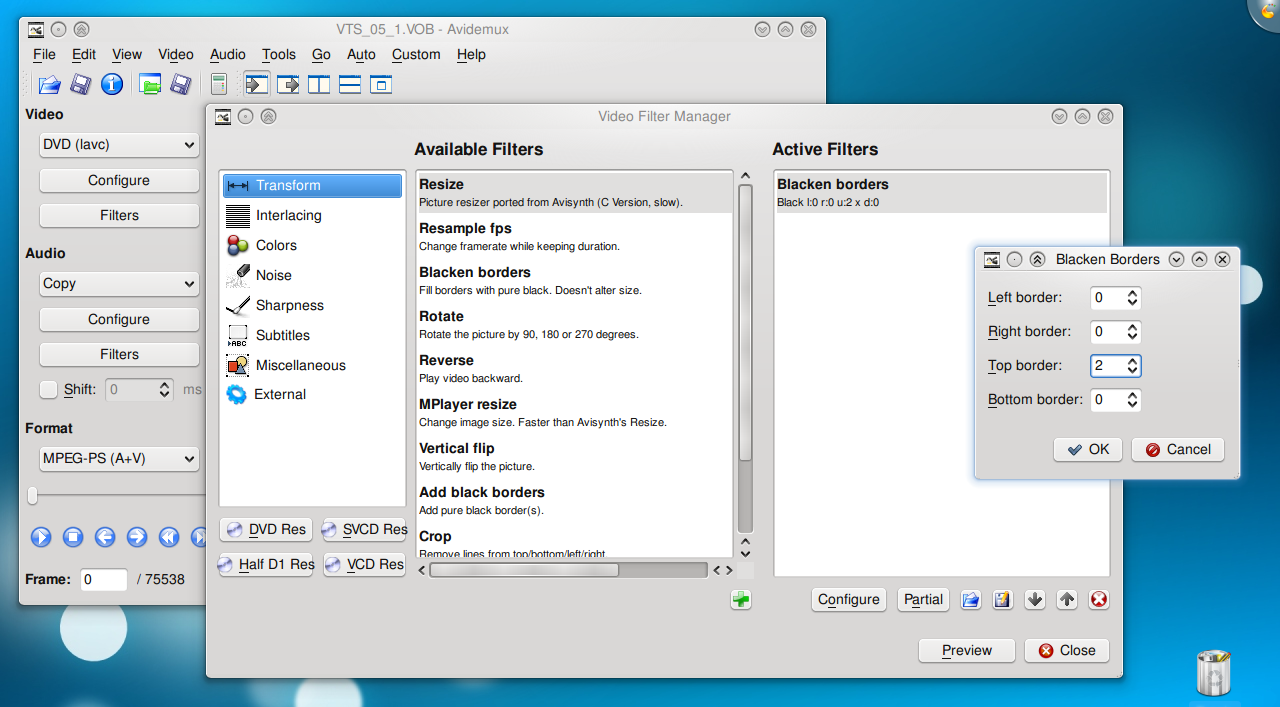 VTS_05_1.VOB - Avidemux
File Edit View Video Audio Tools Go Auto Custom Help
Video
DVD (lavc)
Configure
Filters
Audio
Copy
Configure
Filters
Shift: 0 ms
Format
MPEG-PS (A+V)
Frame: 0 / 75538
Video Filter Manager
Available Filters
Transform
Interlacing
Colors
Noise
Sharpness
ABC
Subtitles
Miscellaneous
External
DVD Res
SVCD Res
Half D1 Res
VCD Res
Resize
Picture resizer ported from Avisynth (C Version, slow).
Resample fps
Change framerate while keeping duration.
Blacken borders
Fill borders with pure black. Doesn't alter size.
Rotate
Rotate the picture by 90, 180 or 270 degrees.
Reverse
Play video backward.
MPlayer resize
Change image size. Faster than Avisynth's Resize.
Vertical flip
Vertically flip the picture.
Add black borders
Add pure black border(s).
Crop
Remove lines from top/bottom/left/right
Active Filters
Blacken borders
Black l:0 r:0 u:2 x d:0
Configure
Partial
Preview
Close
Blacken Borders
Left border: 0
Right border: 0
Top border: 2
Bottom border: 0
OK
Cancel